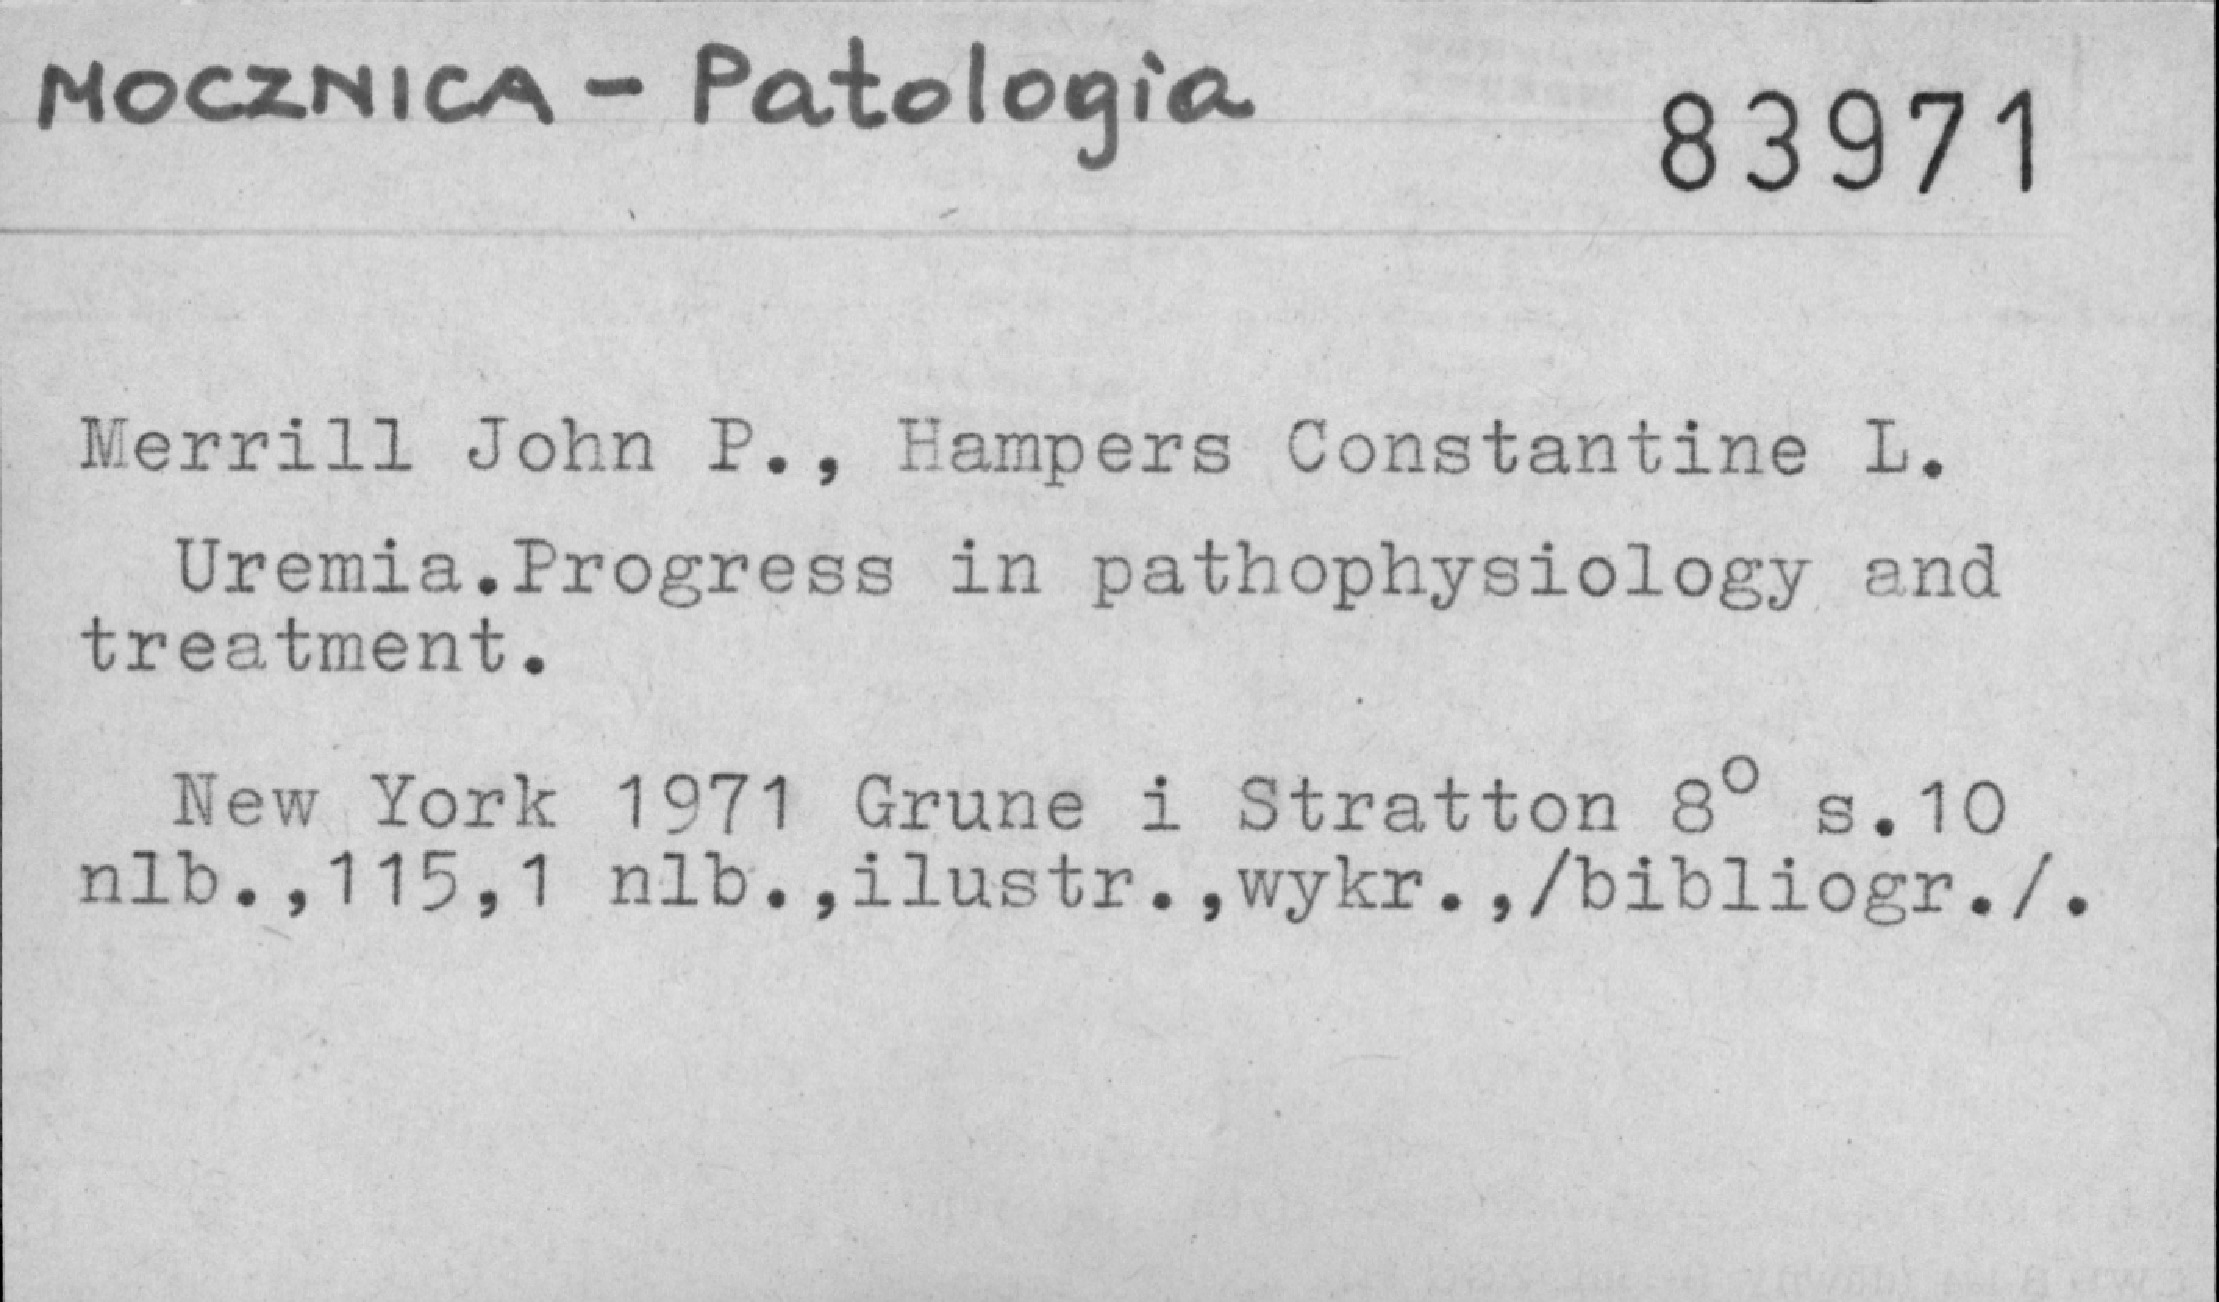 MOCZNICA - Patologia
83971
Merrill John P., Hampers Constantine L.
Uremia.Progress in pathophysiology and
treatment.
New York 1971 Grune i Stratton 8° s.10
nlb.,115,1 nlb.,ilustr.,wykr.,/bibliogr./.